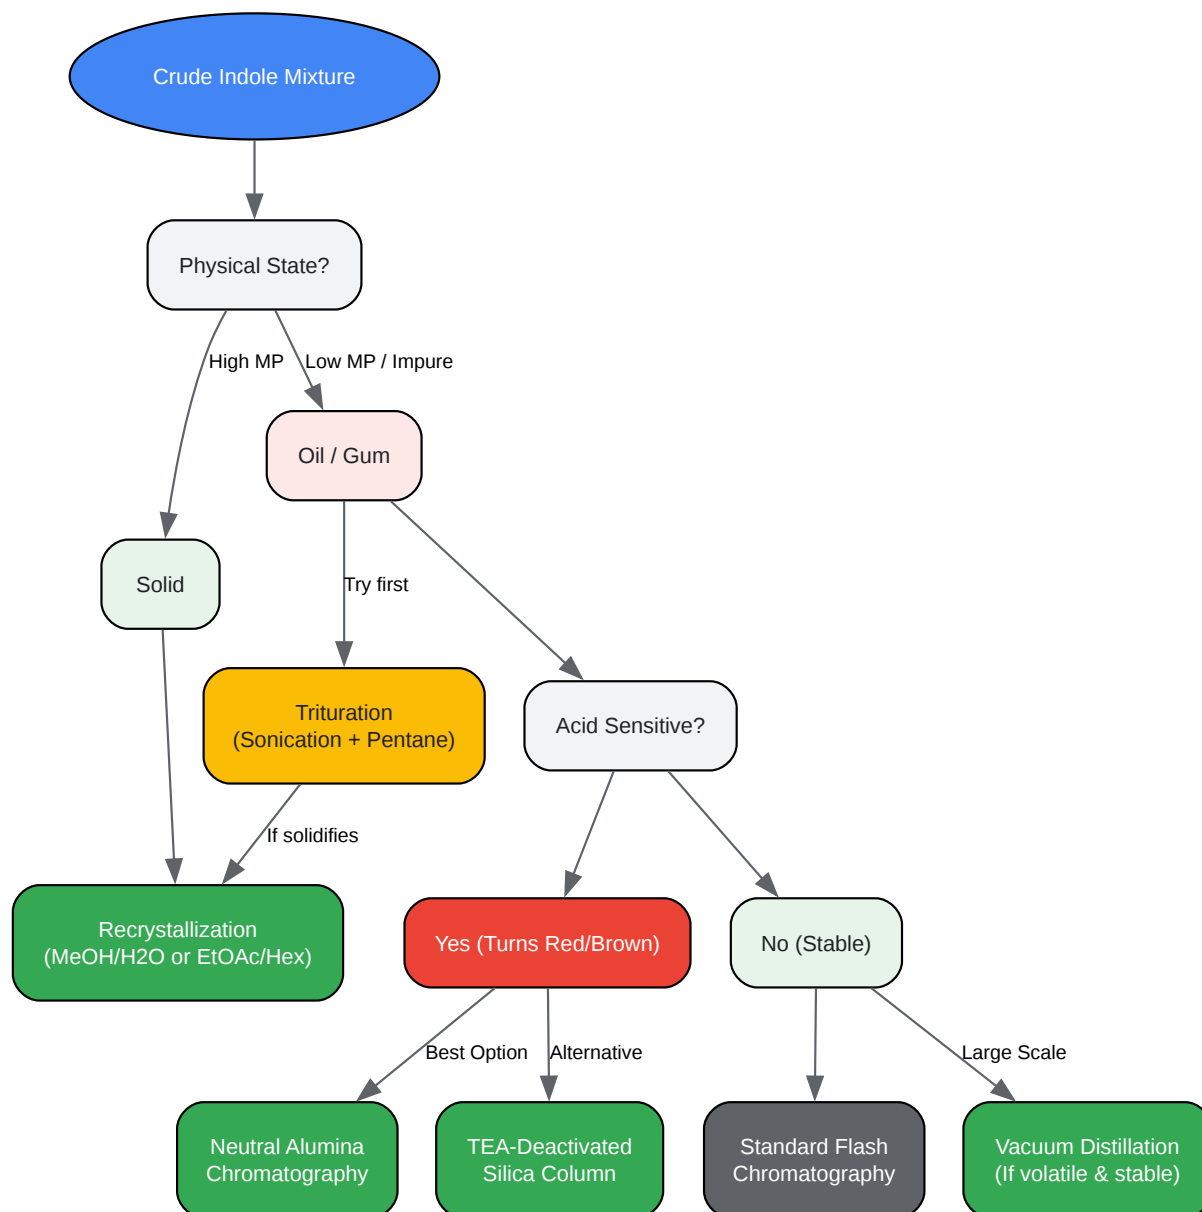 Crude Indole Mixture
Physical State?
High MP
Low MP / Impure
Oil / Gum
Solid
Try first
Trituration
(Sonication + Pentane)
Acid Sensitive?
If solidifies
Recrystallization
(MeOH/H2O or EtOAc/Hex)
Yes (Turns Red/Brown)
No (Stable)
Best Option
Alternative
Large Scale
Neutral Alumina
Chromatography
TEA-Deactivated
Silica Column
Standard Flash
Chromatography
Vacuum Distillation
(If volatile & stable)